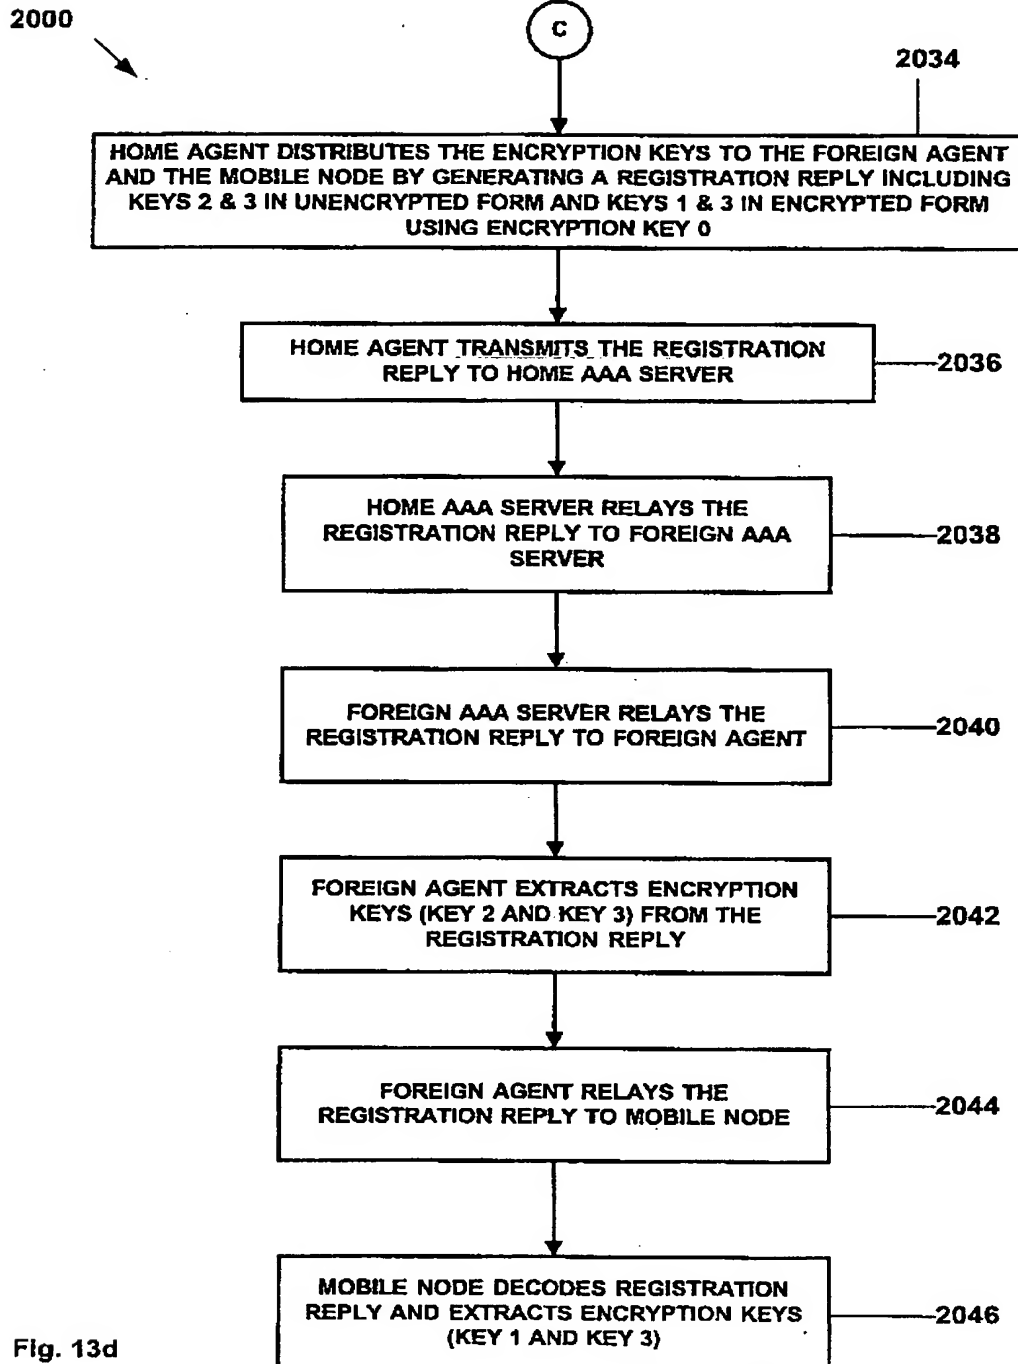 2000
C
2034
HOME AGENT DISTRIBUTES THE ENCRYPTION KEYS TO THE FOREIGN AGENT
AND THE MOBILE NODE BY GENERATING A REGISTRATION REPLY INCLUDING
KEYS 2 & 3 IN UNENCRYPTED FORM AND KEYS 1 & 3 IN ENCRYPTED FORM
USING ENCRYPTION KEY 0
HOME AGENT TRANSMITS THE REGISTRATION
REPLY TO HOME AAA SERVER
2036
HOME AAA SERVER RELAYS THE
REGISTRATION REPLY TO FOREIGN AAA
SERVER
2038
FOREIGN AAA SERVER RELAYS THE
REGISTRATION REPLY TO FOREIGN AGENT
2040
FOREIGN AGENT EXTRACTS ENCRYPTION
KEYS (KEY 2 AND KEY 3) FROM THE
REGISTRATION REPLY
2042
FOREIGN AGENT RELAYS THE
REGISTRATION REPLY TO MOBILE NODE
2044
MOBILE NODE DECODES REGISTRATION
REPLY AND EXTRACTS ENCRYPTION KEYS
(KEY 1 AND KEY 3)
2046
Fig. 13d